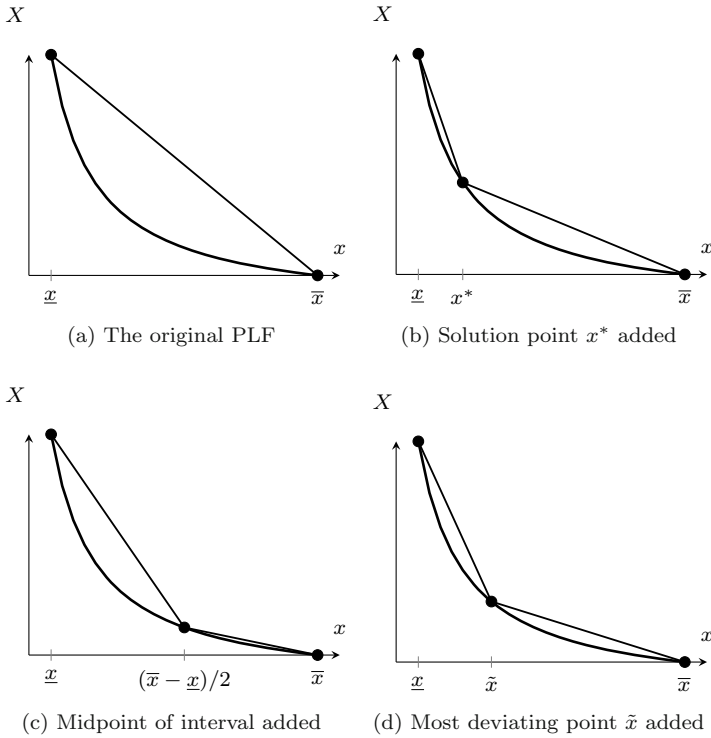 X
x
x̲
x̅
(a) The original PLF
X
x
x̲
x*
x̅
(b) Solution point x* added
X
x
x̲
(x̅ − x̲)/2
x̅
(c) Midpoint of interval added
X
x
x̲
x̃
x̅
(d) Most deviating point x̃ added